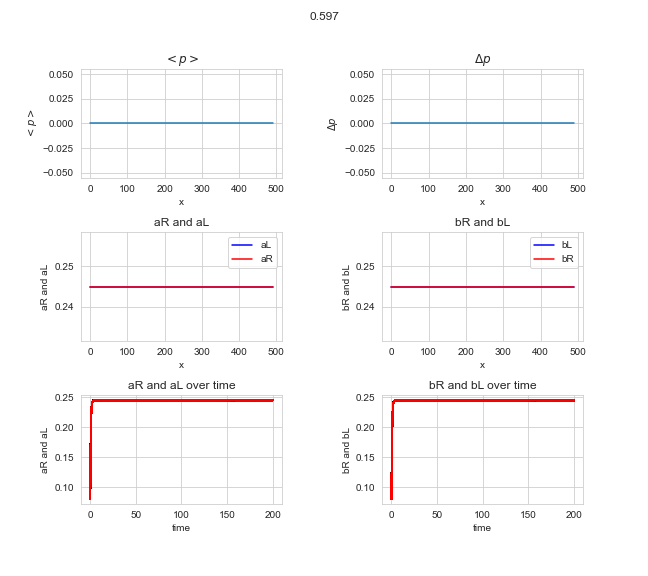 0.597
< p >
Δp
0.050
0.025
0.000
−0.025
−0.050
< p >
0 100 200 300 400 500
x
0.050
0.025
0.000
−0.025
−0.050
Δp
0 100 200 300 400 500
x
aR and aL
bR and bL
aL
aR
0.25
0.24
aR and aL
0 100 200 300 400 500
x
bL
bR
0.25
0.24
bR and bL
0 100 200 300 400 500
x
aR and aL over time
bR and bL over time
0.25
0.20
0.15
0.10
aR and aL
0 50 100 150 200
time
0.25
0.20
0.15
0.10
bR and bL
0 50 100 150 200
time